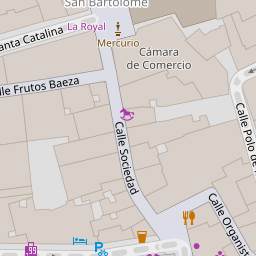 San Bartolomé
La Royal
Mercurio
anta Catalina
Cámara
de Comercio
lle Frutos Baeza
Calle Sociedad
Calle Polo de
Calle Organist